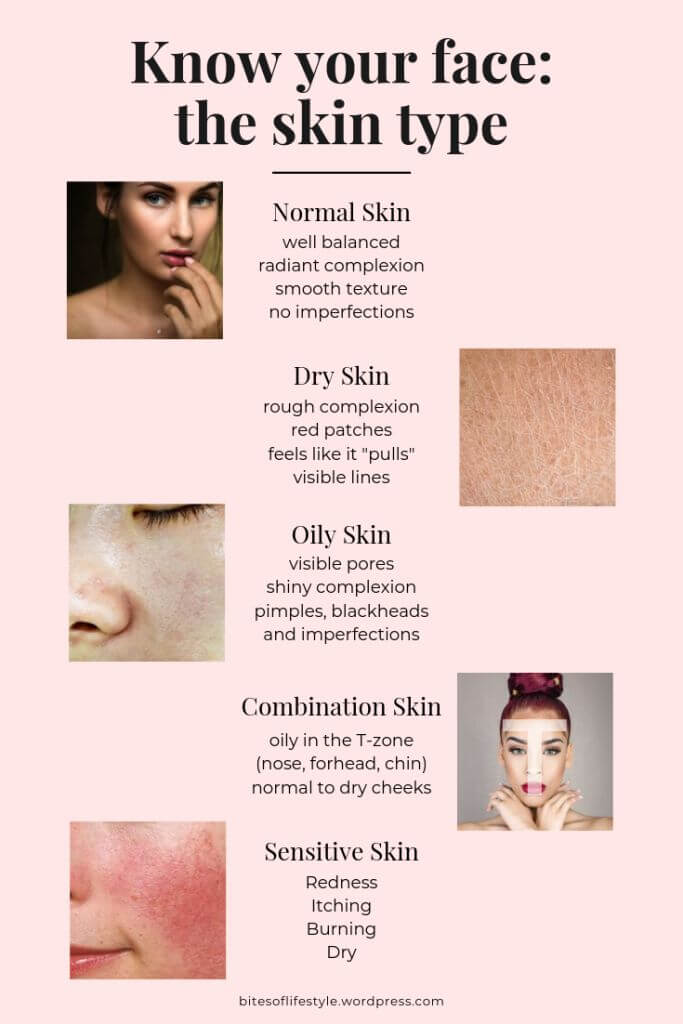 Know your face:
the skin type
Normal Skin
well balanced
radiant complexion
smooth texture
no imperfections
Dry Skin
rough complexion
red patches
feels like it "pulls"
visible lines
Oily Skin
visible pores
shiny complexion
pimples, blackheads
and imperfections
Combination Skin
oily in the T-zone
(nose, forhead, chin)
normal to dry cheeks
Sensitive Skin
Redness
Itching
Burning
Dry
bitesoflifestyle.wordpress.com